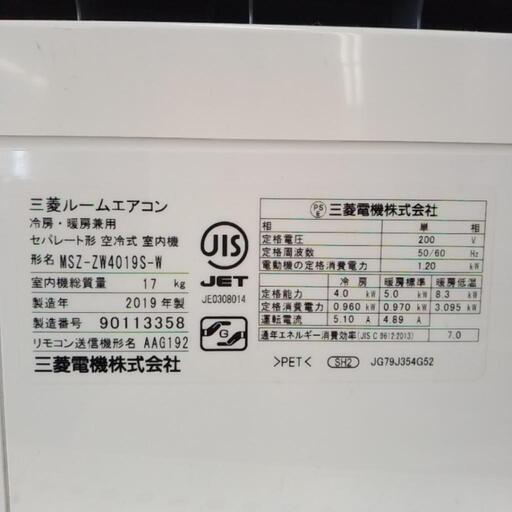 三菱ルームエアコン
冷房・暖房兼用
セパレート形 空冷式 室内機
形名 MSZ-ZW4019S-W
室内機総質量 17 kg
製造年 2019年製
製造番号 90113358
リモコン送信機形名 AAG192
三菱電機株式会社
JIS
JET
JE0308014
G
PS
E
三菱電機株式会社
相 単 相
定格電圧 200 V
定格周波数 50/60 Hz
電動機の定格消費電力 1.20 kW
冷 房 暖房標準 暖房低温
定格能力 4.0 kW 5.0 kW 8.3 kW
定格消費電力 0.960 kW 0.970 kW 3.095 kW
運転電流 5.10 A 4.89 A
通年エネルギー消費効率(JIS C 9612:2013) 7.0
>PET< SH2 JG79J354G52